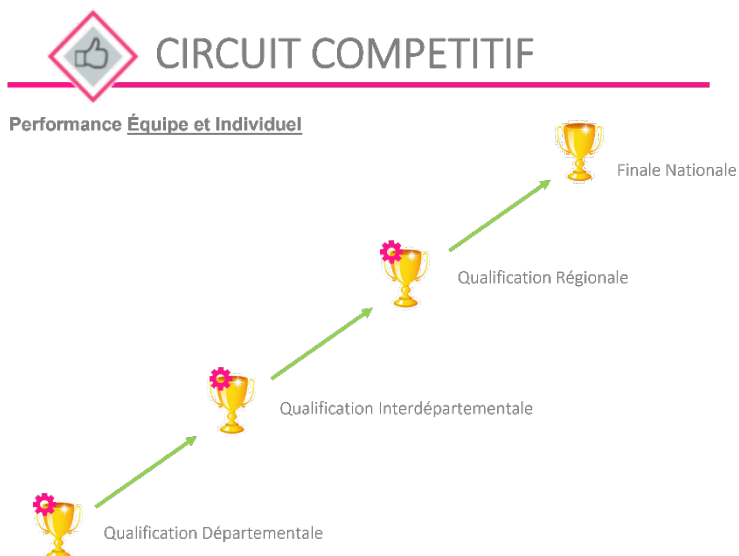 CIRCUIT COMPETITIF
Performance Équipe et Individuel
Finale Nationale
Qualification Régionale
Qualification Interdépartementale
Qualification Départementale